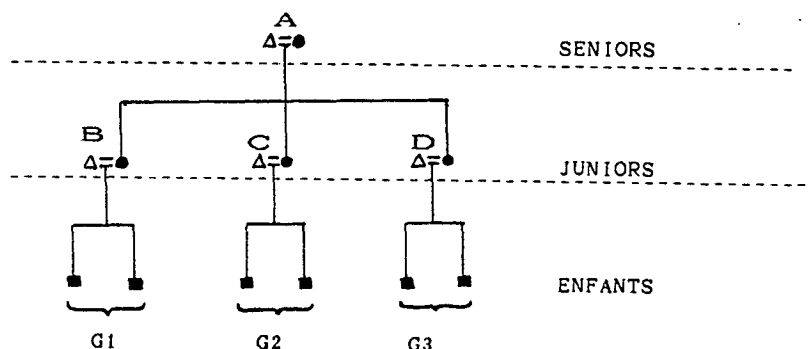 A
SENIORS
B C D
JUNIORS
ENFANTS
G1 G2 G3